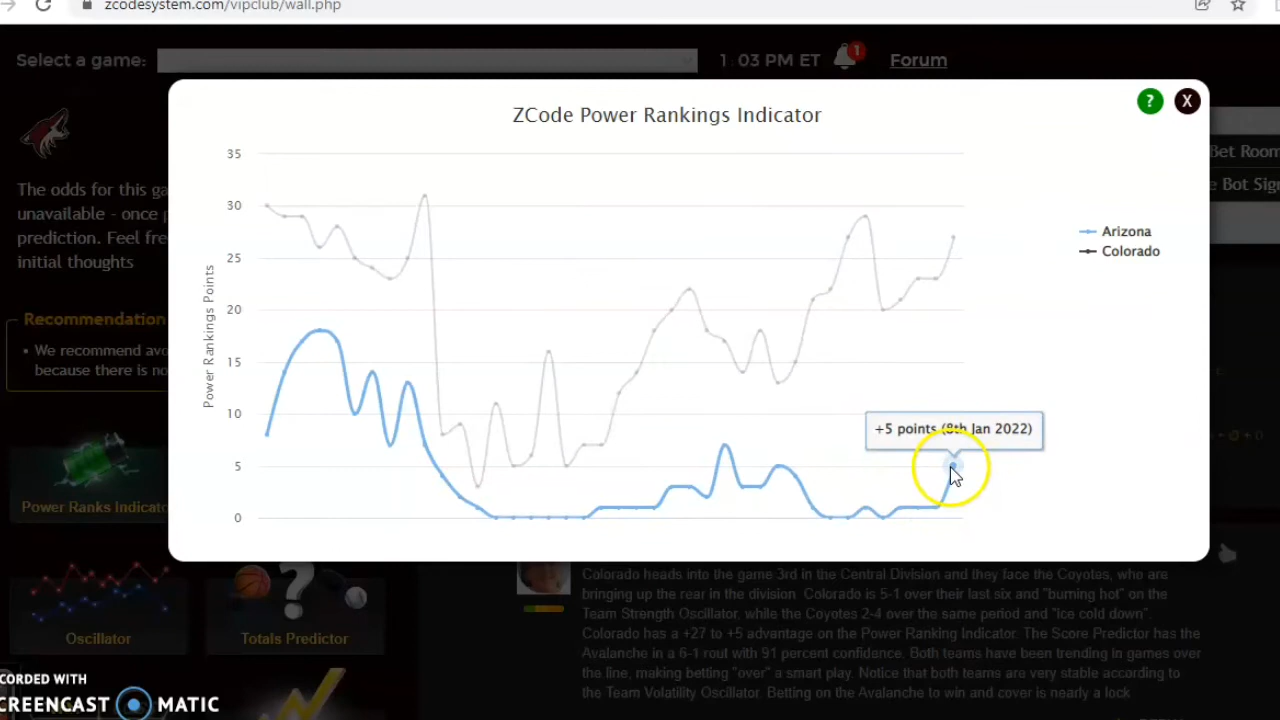 zcodesystem.com/vipclub/wall.php
Select a game:
1:03 PM ET
1
Forum
ZCode Power Rankings Indicator
?
X
35
30
25
20
15
10
5
0
Power Rankings Points
Arizona
Colorado
+5 points (8th Jan 2022)
The odds for this ga
unavailable - once p
prediction. Feel fre
initial thoughts
Recommendation
We recommend avo
because there is no
Bet Room
e Bot Sig
Power Ranks Indicato
Oscillator
Totals Predictor
Colorado heads into the game 3rd in the Central Division and they face the Coyotes, who are
bringing up the rear in the division. Colorado is 5-1 over their last six and "burning hot" on the
Team Strength Oscillator, while the Coyotes 2-4 over the same period and "ice cold down".
Colorado has a +27 to +5 advantage on the Power Ranking Indicator. The Score Predictor has the
Avalanche in a 6-1 rout with 91 percent confidence. Both teams have been trending in games over
the line, making betting "over" a smart play. Notice that both teams are very stable according to
the Team Volatility Oscillator. Betting on the Avalanche to win and cover is nearly a lock
CORDED WITH
CREENCAST MATIC